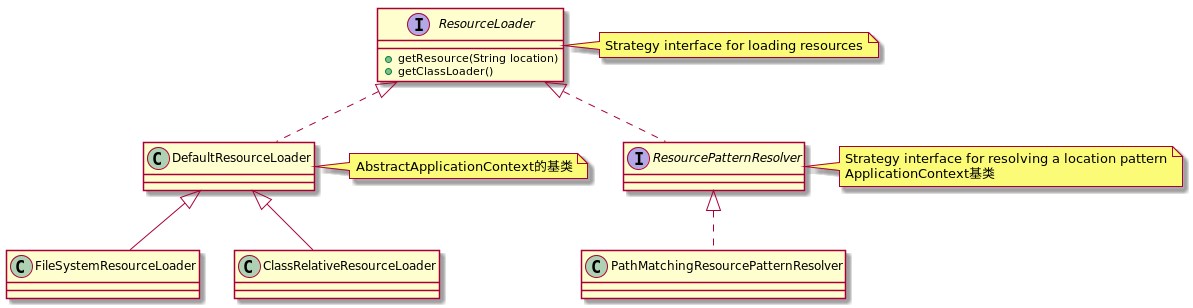 I ResourceLoader
getResource(String location)
getClassLoader()
Strategy interface for loading resources
C DefaultResourceLoader
AbstractApplicationContext的基类
I ResourcePatternResolver
Strategy interface for resolving a location pattern
ApplicationContext基类
C FileSystemResourceLoader
C ClassRelativeResourceLoader
C PathMatchingResourcePatternResolver